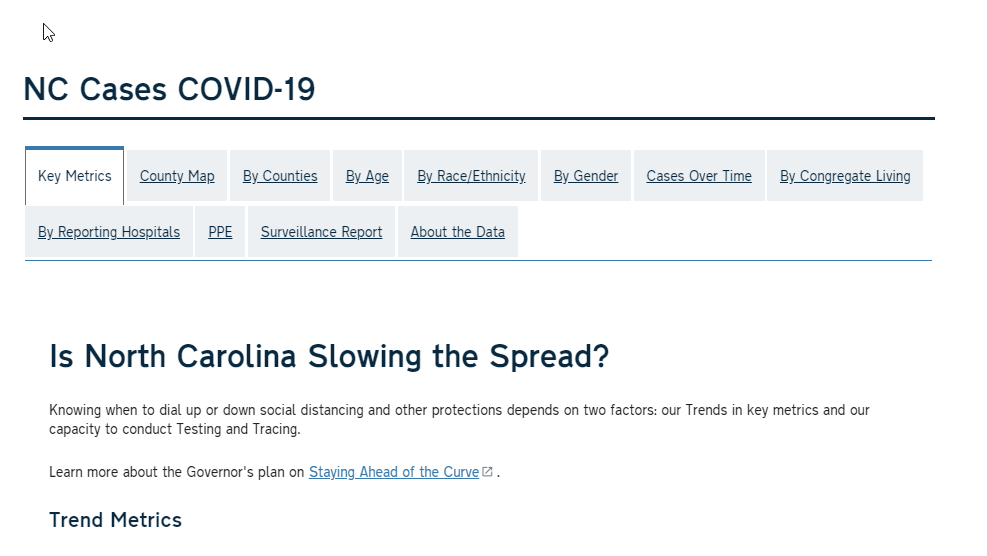 NC Cases COVID-19
Key Metrics County Map By Counties By Age By Race/Ethnicity By Gender Cases Over Time By Congregate Living
By Reporting Hospitals PPE Surveillance Report About the Data
Is North Carolina Slowing the Spread?
Knowing when to dial up or down social distancing and other protections depends on two factors: our Trends in key metrics and our
capacity to conduct Testing and Tracing.
Learn more about the Governor's plan on Staying Ahead of the Curve .
Trend Metrics